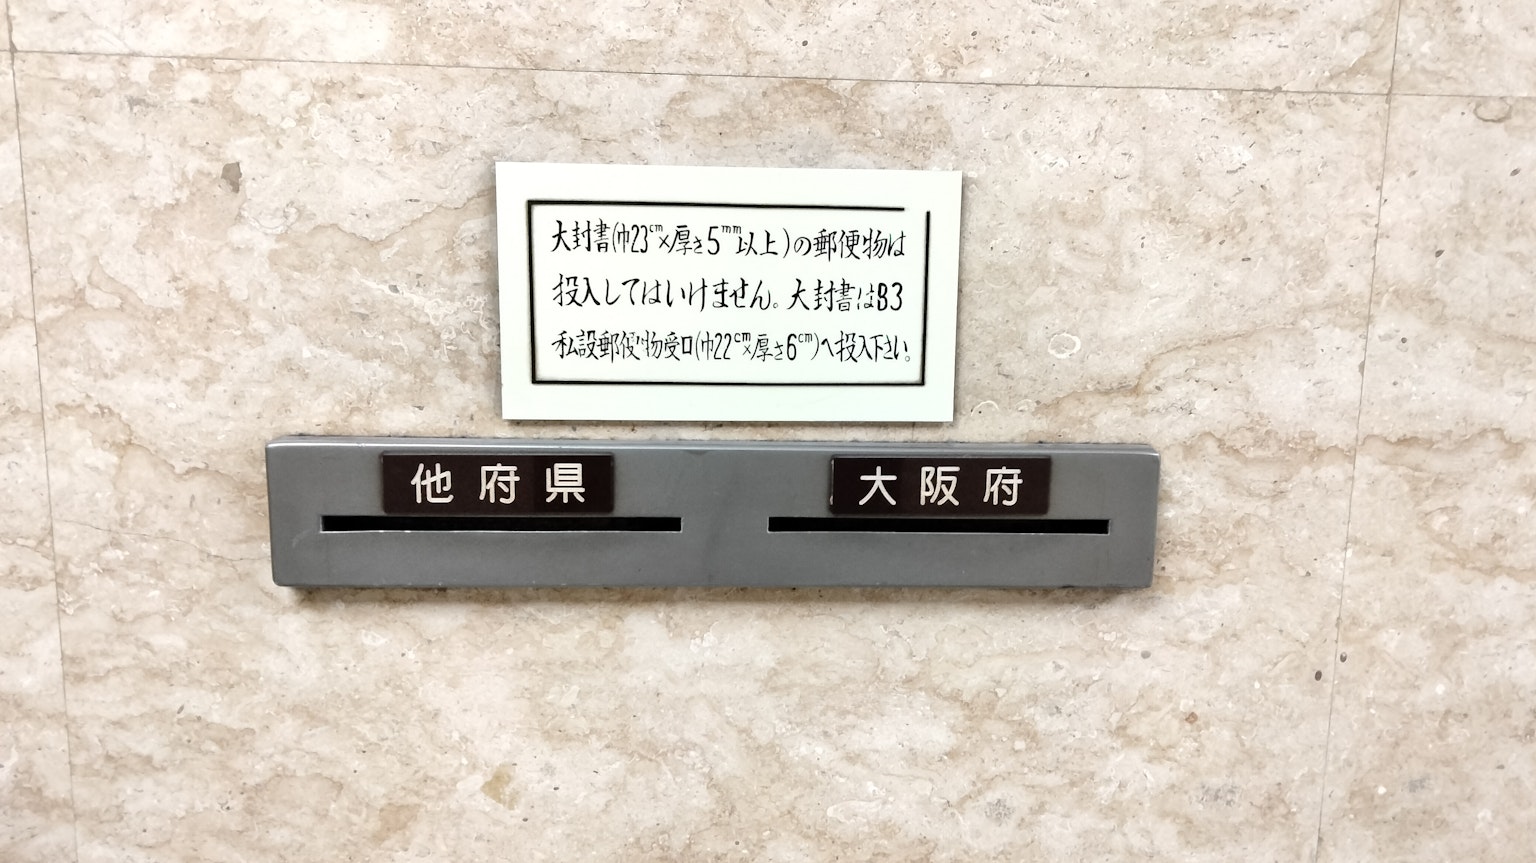 大封書(巾23cm×厚さ5mm以上)の郵便物は
投入してはいけません。大封書はB3
私設郵便物受口(巾22cm×厚さ6cm)へ投入下さい。
他府県
大阪府